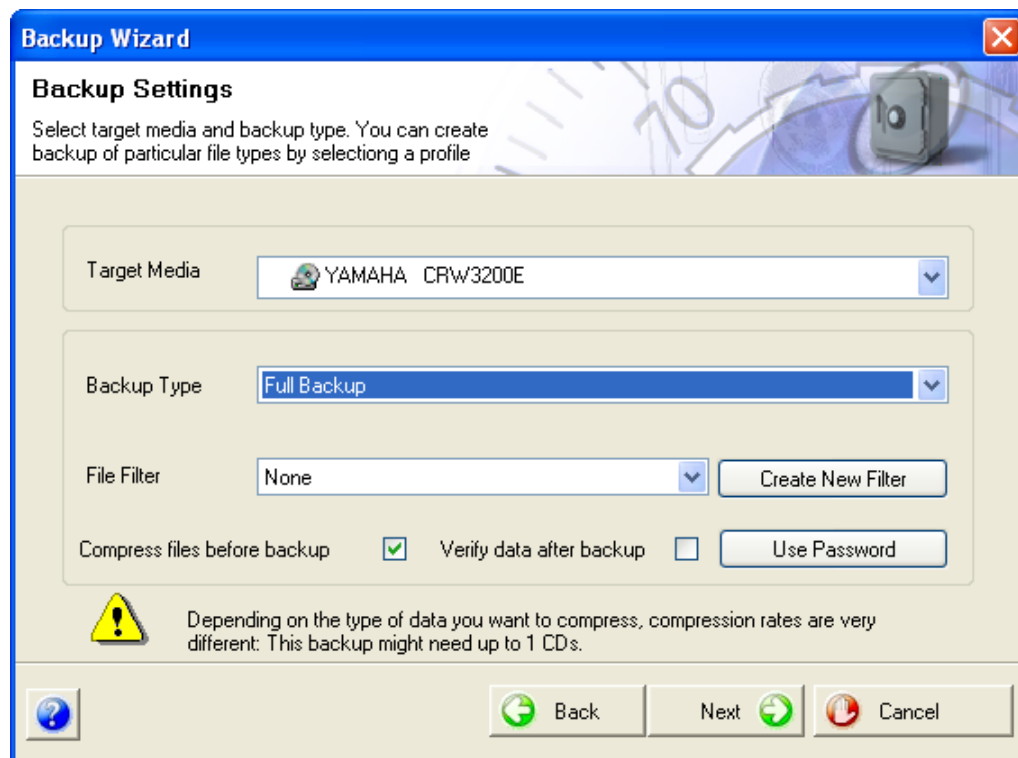 Backup Wizard
Backup Settings
Select target media and backup type. You can create
backup of particular file types by selectiong a profile
70
Target Media
YAMAHA CRW3200E
Backup Type
Full Backup
File Filter
None
Create New Filter
Compress files before backup
Verify data after backup
Use Password
Depending on the type of data you want to compress, compression rates are very
different: This backup might need up to 1 CDs.
Back
Next
Cancel